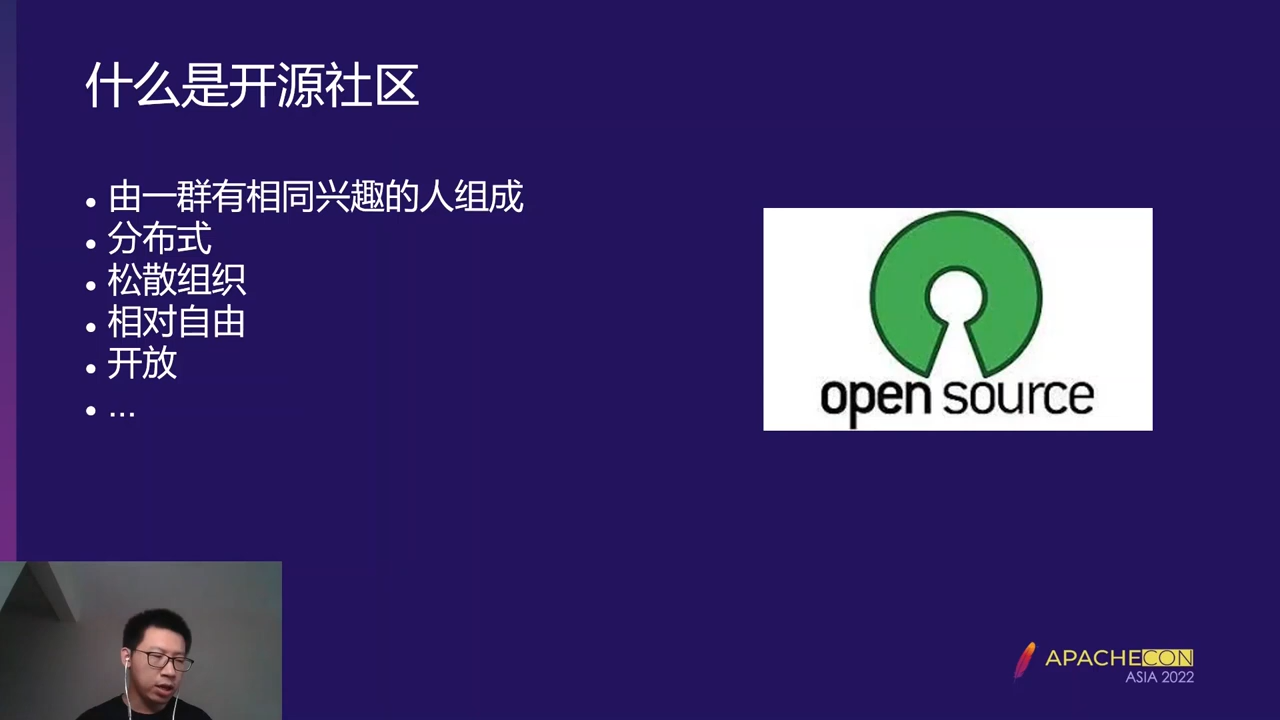 什么是开源社区
• 由一群有相同兴趣的人组成
• 分布式
• 松散组织
• 相对自由
• 开放
• ...
open source
APACHECON
ASIA 2022